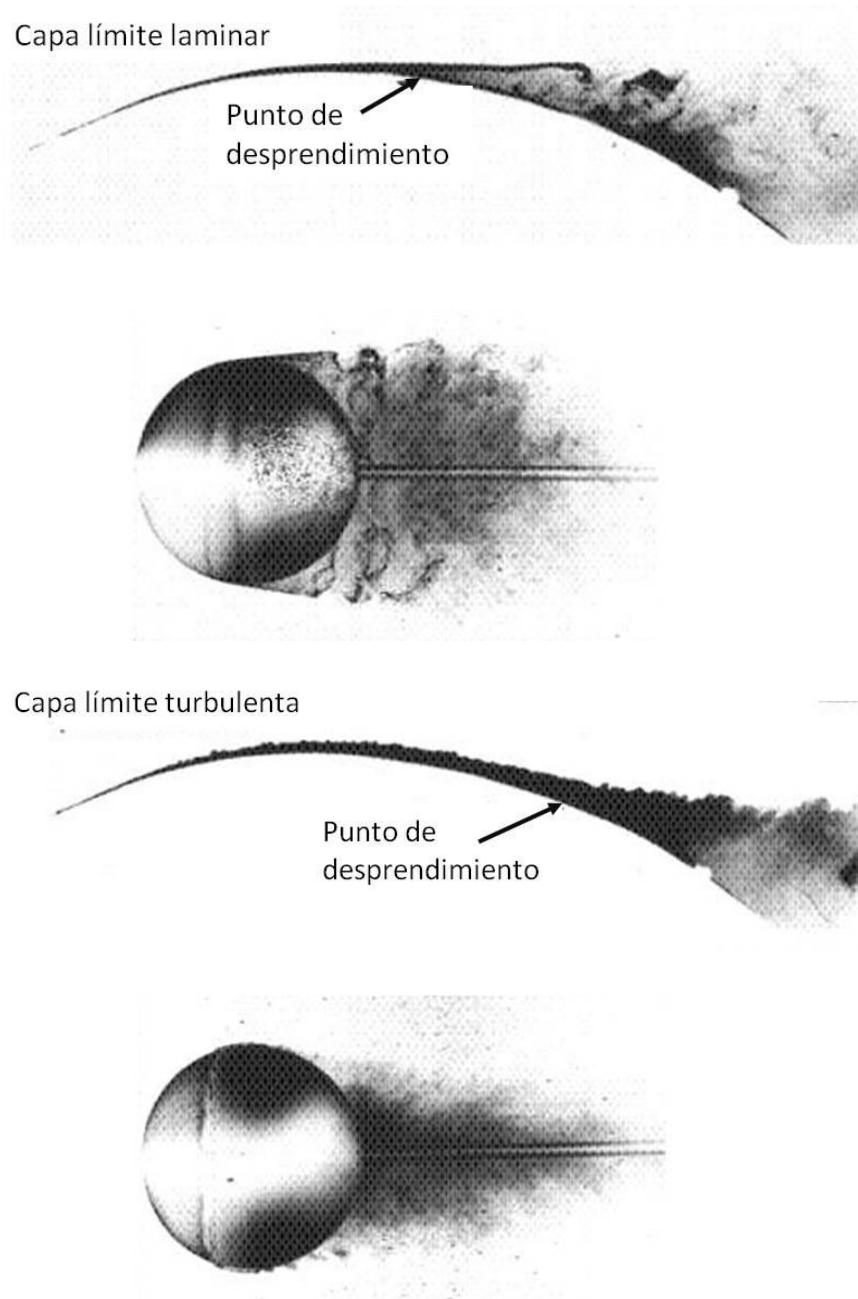 Capa límite laminar
Punto de
desprendimiento
Capa límite turbulenta
Punto de
desprendimiento